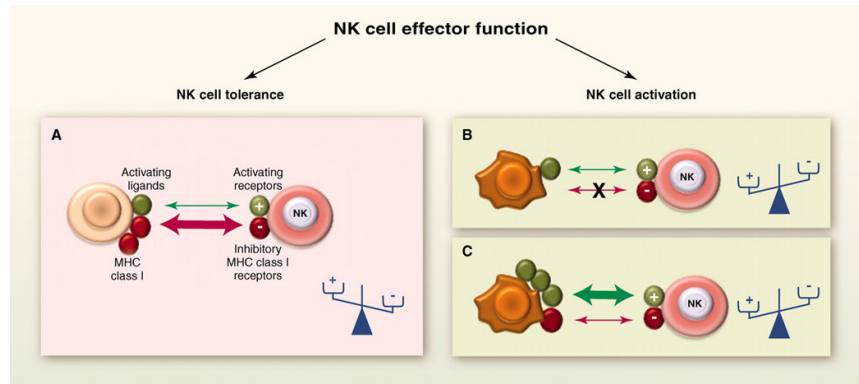 NK cell effector function
NK cell tolerance
NK cell activation
A
Activating
ligands
Activating
receptors
+
-
NK
MHC
class I
Inhibitory
MHC class I
receptors
+
-
B
X
+
-
NK
+
-
C
+
-
NK
+
-